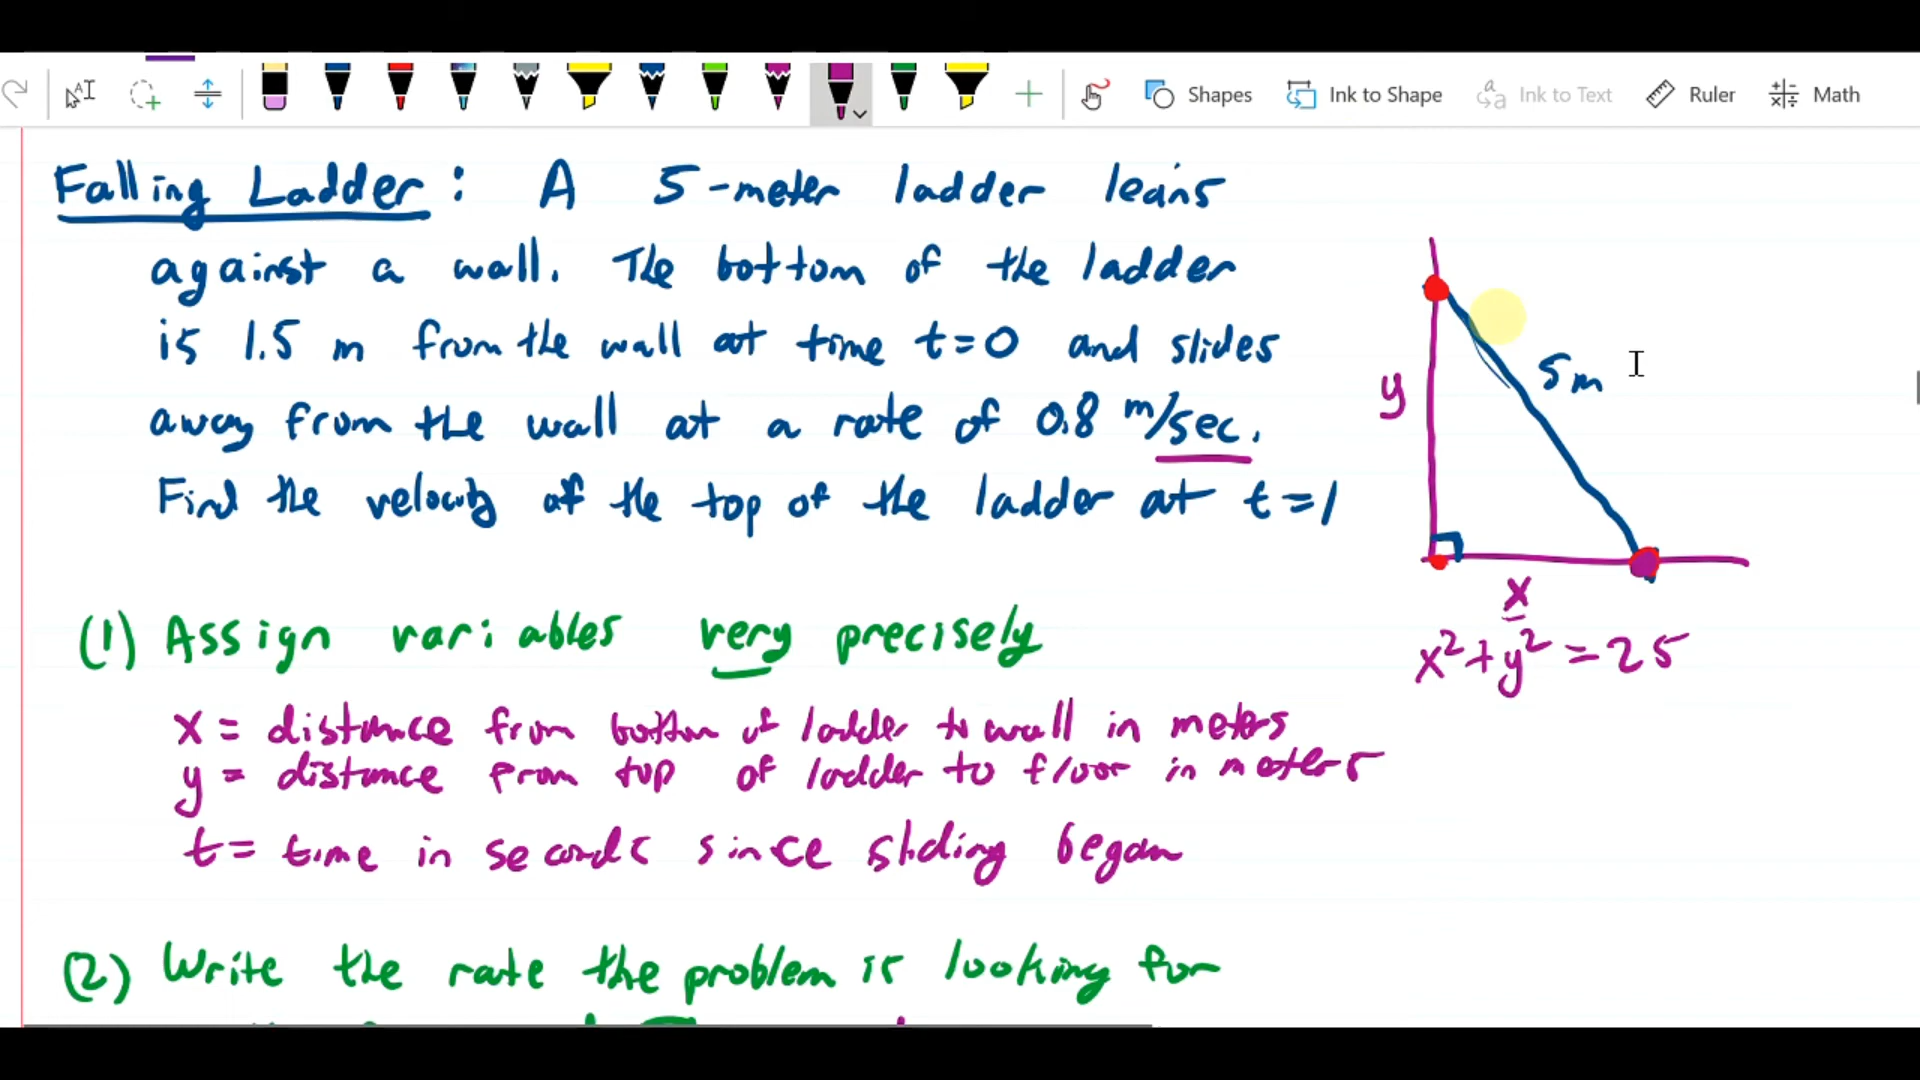 Shapes Ink to Shape Ink to Text Ruler Math
Falling Ladder: A 5-meter ladder leans
against a wall. The bottom of the ladder
is 1.5 m from the wall at time t=0 and slides
away from the wall at a rate of 0.8 m/sec.
Find the velocity of the top of the ladder at t=1
y
5m
x
x²+y²=25
(1) Assign variables very precisely
x = distance from bottom of ladder to wall in meters
y = distance from top of ladder to floor in meters
t= time in seconds since sliding began
(2) Write the rate the problem is looking for